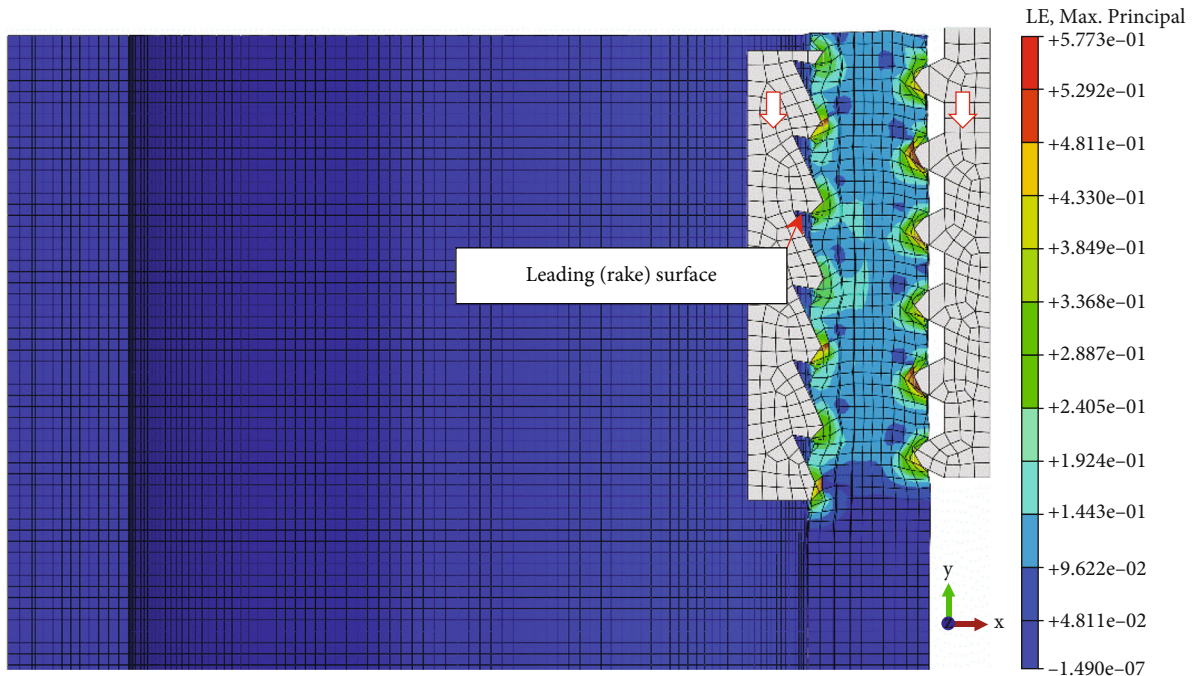 LE, Max. Principal
+5.773e–01
+5.292e–01
+4.811e–01
+4.330e–01
+3.849e–01
+3.368e–01
+2.887e–01
+2.405e–01
+1.924e–01
+1.443e–01
+9.622e–02
+4.811e–02
–1.490e–07
Leading (rake) surface
y
z
x